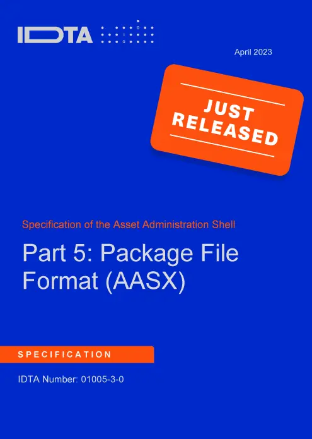 IDTA
April 2023
JUST
RELEASED
Specification of the Asset Administration Shell
Part 5: Package File
Format (AASX)
SPECIFICATION
IDTA Number: 01005-3-0